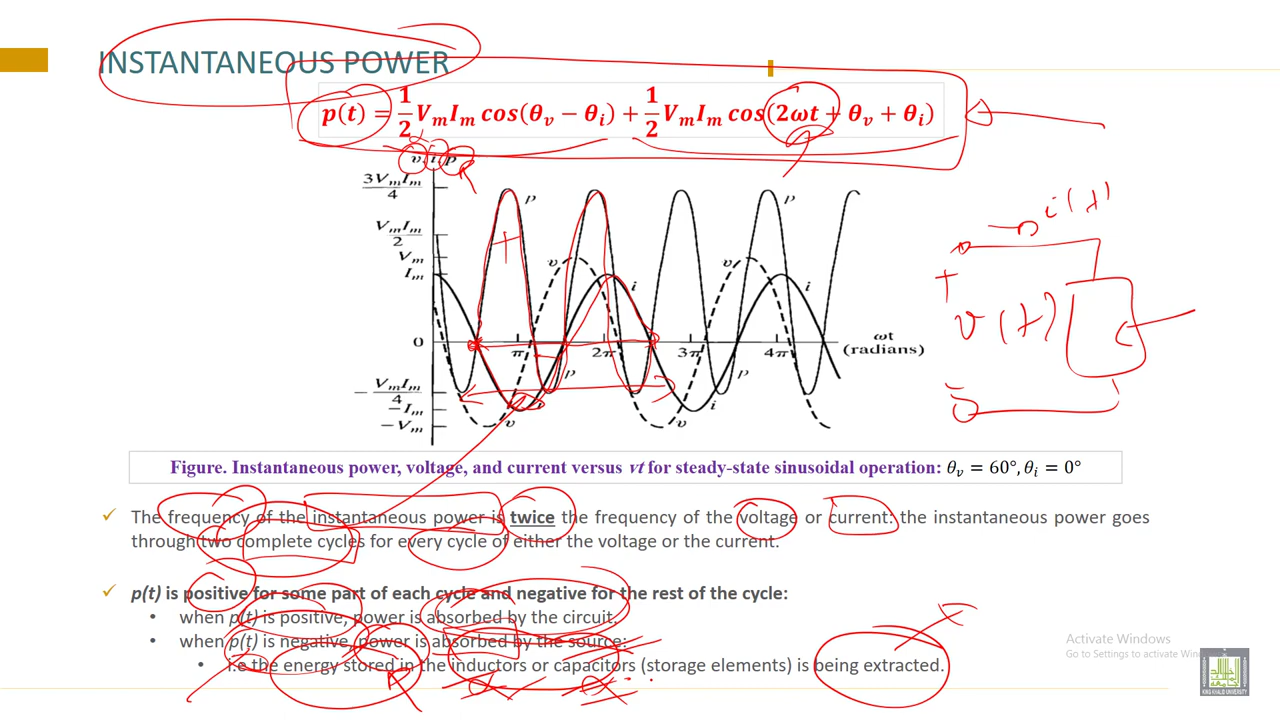 INSTANTANEOUS POWER
p(t) = 1/2 VmIm cos(θv − θi) + 1/2 VmIm cos(2ωt + θv + θi)
v, i, p
3VmIm/4
VmIm/2
Vm
Im
0
−VmIm/4
−Im
−Vm
p
v
i
p
v
i
p
v
i
p
v
i
π
2π
3π
4π
ωt
(radians)
+
i(t)
+
v(t)
Figure. Instantaneous power, voltage, and current versus vt for steady-state sinusoidal operation: θv = 60°, θi = 0°
✓ The frequency of the instantaneous power is twice the frequency of the voltage or current: the instantaneous power goes
through two complete cycles for every cycle of either the voltage or the current.
✓ p(t) is positive for some part of each cycle and negative for the rest of the cycle:
• when p(t) is positive, power is absorbed by the circuit.
• when p(t) is negative, power is absorbed by the source:
• i.e the energy stored in the inductors or capacitors (storage elements) is being extracted.
Activate Windows
Go to Settings to activate Win
KING KHALID UNIVERSITY